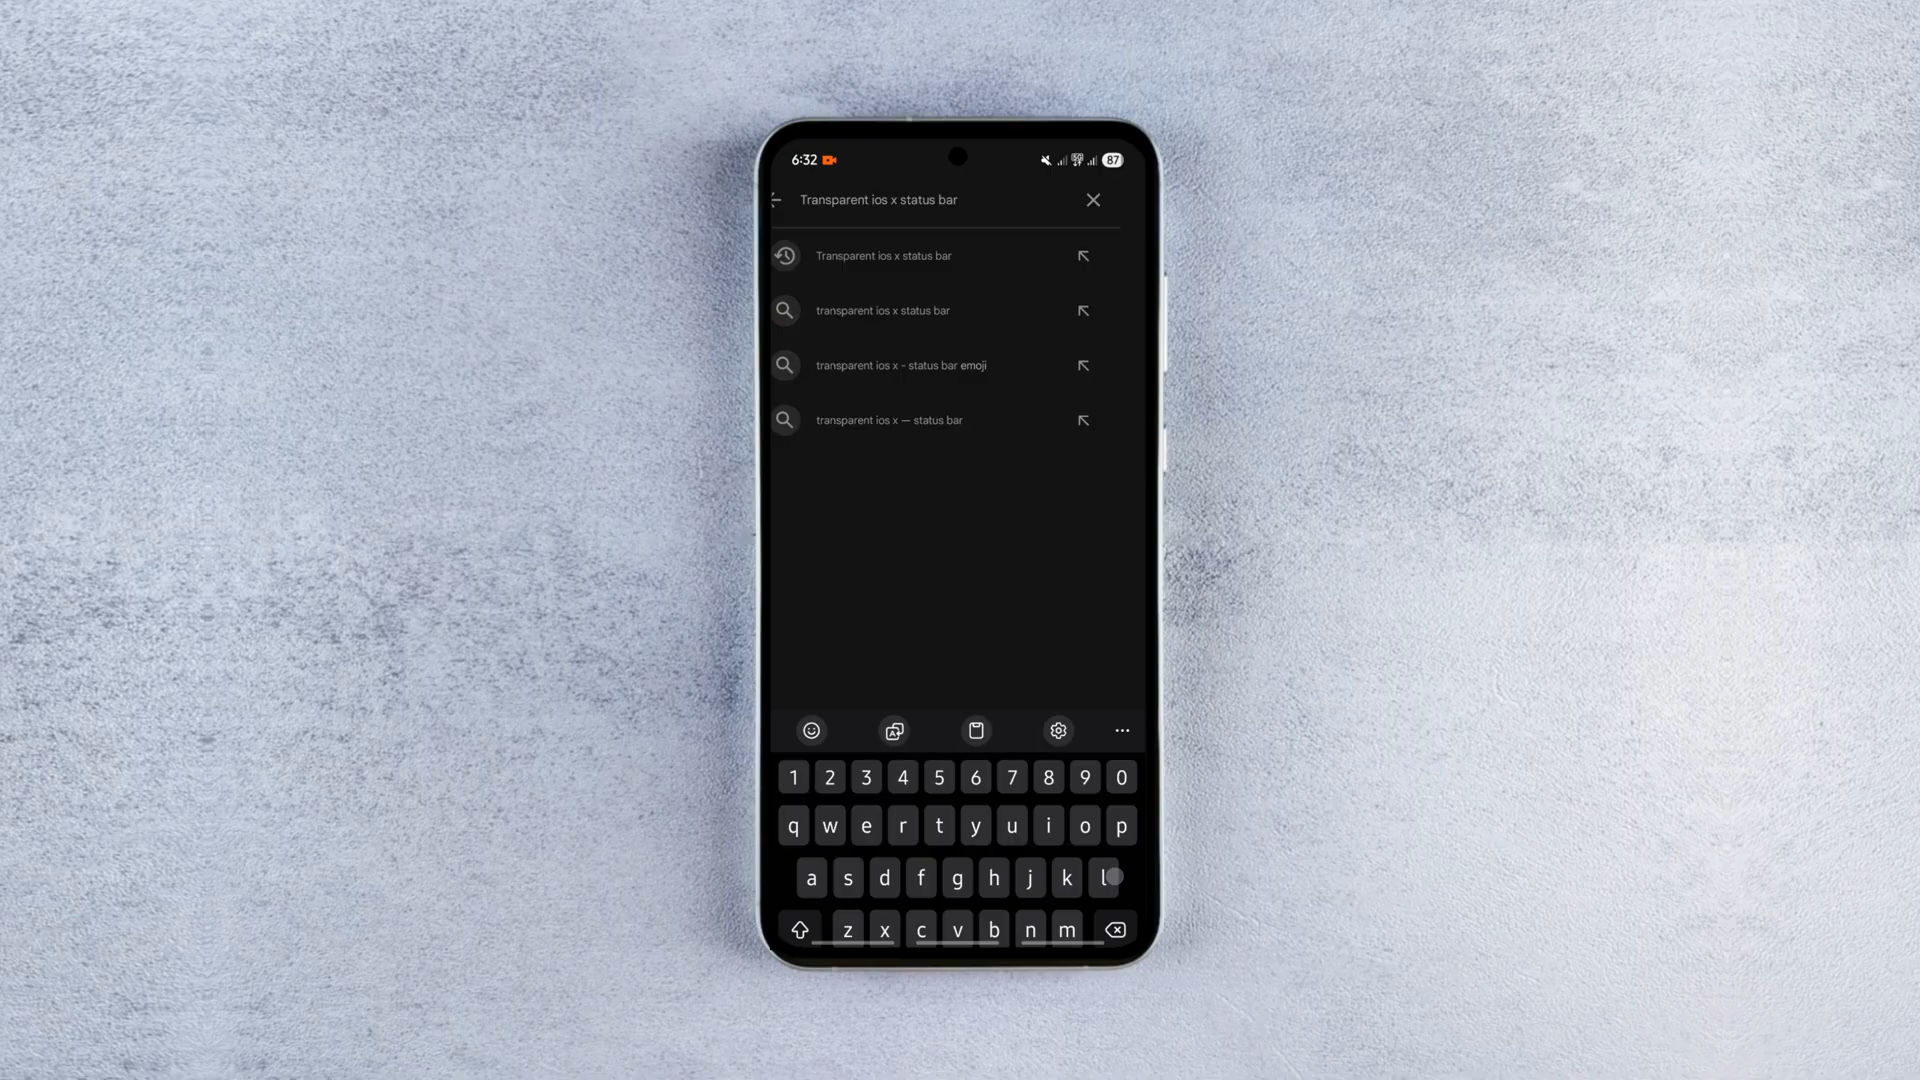 6:32
87
Transparent ios x status bar
Transparent ios x status bar
transparent ios x status bar
transparent ios x - status bar emoji
transparent ios x — status bar
1 2 3 4 5 6 7 8 9 0
q w e r t y u i o p
a s d f g h j k l
z x c v b n m